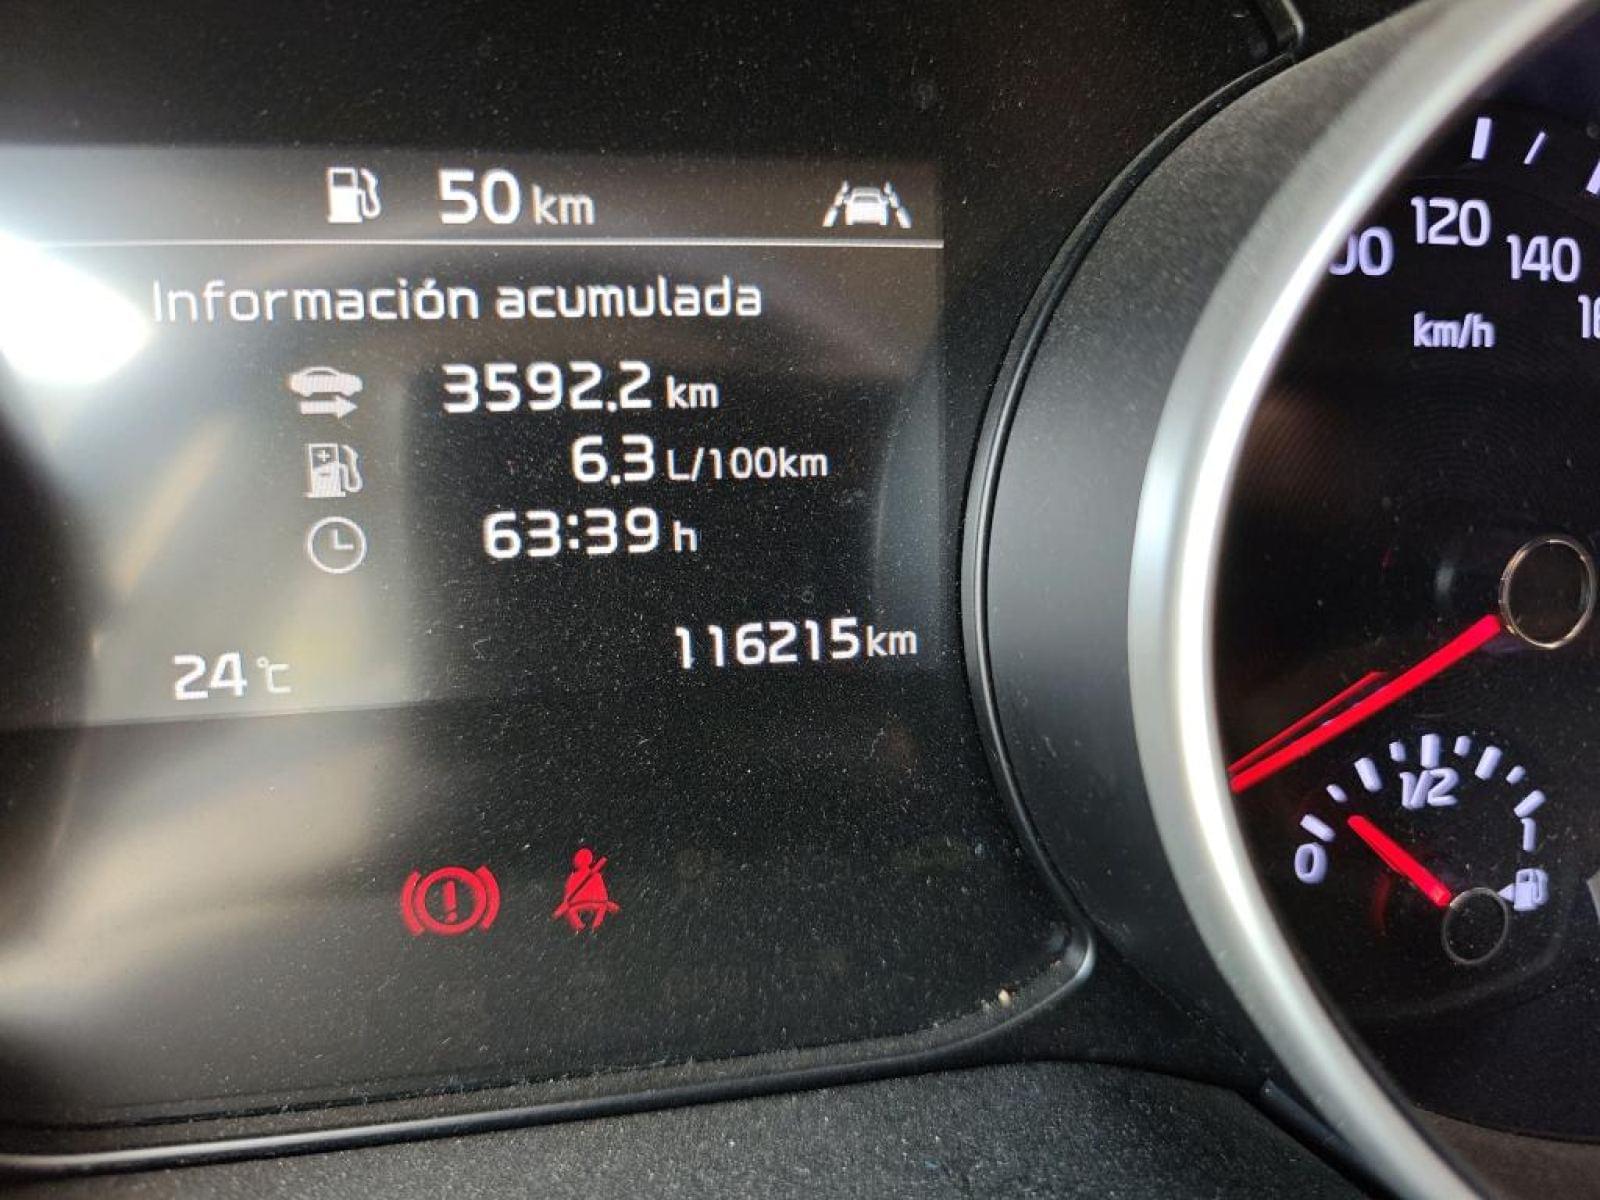 50 km
Información acumulada
3592.2 km
6.3 L/100km
63:39 h
116215 km
24 °C
120
140
km/h
0
1/2
1